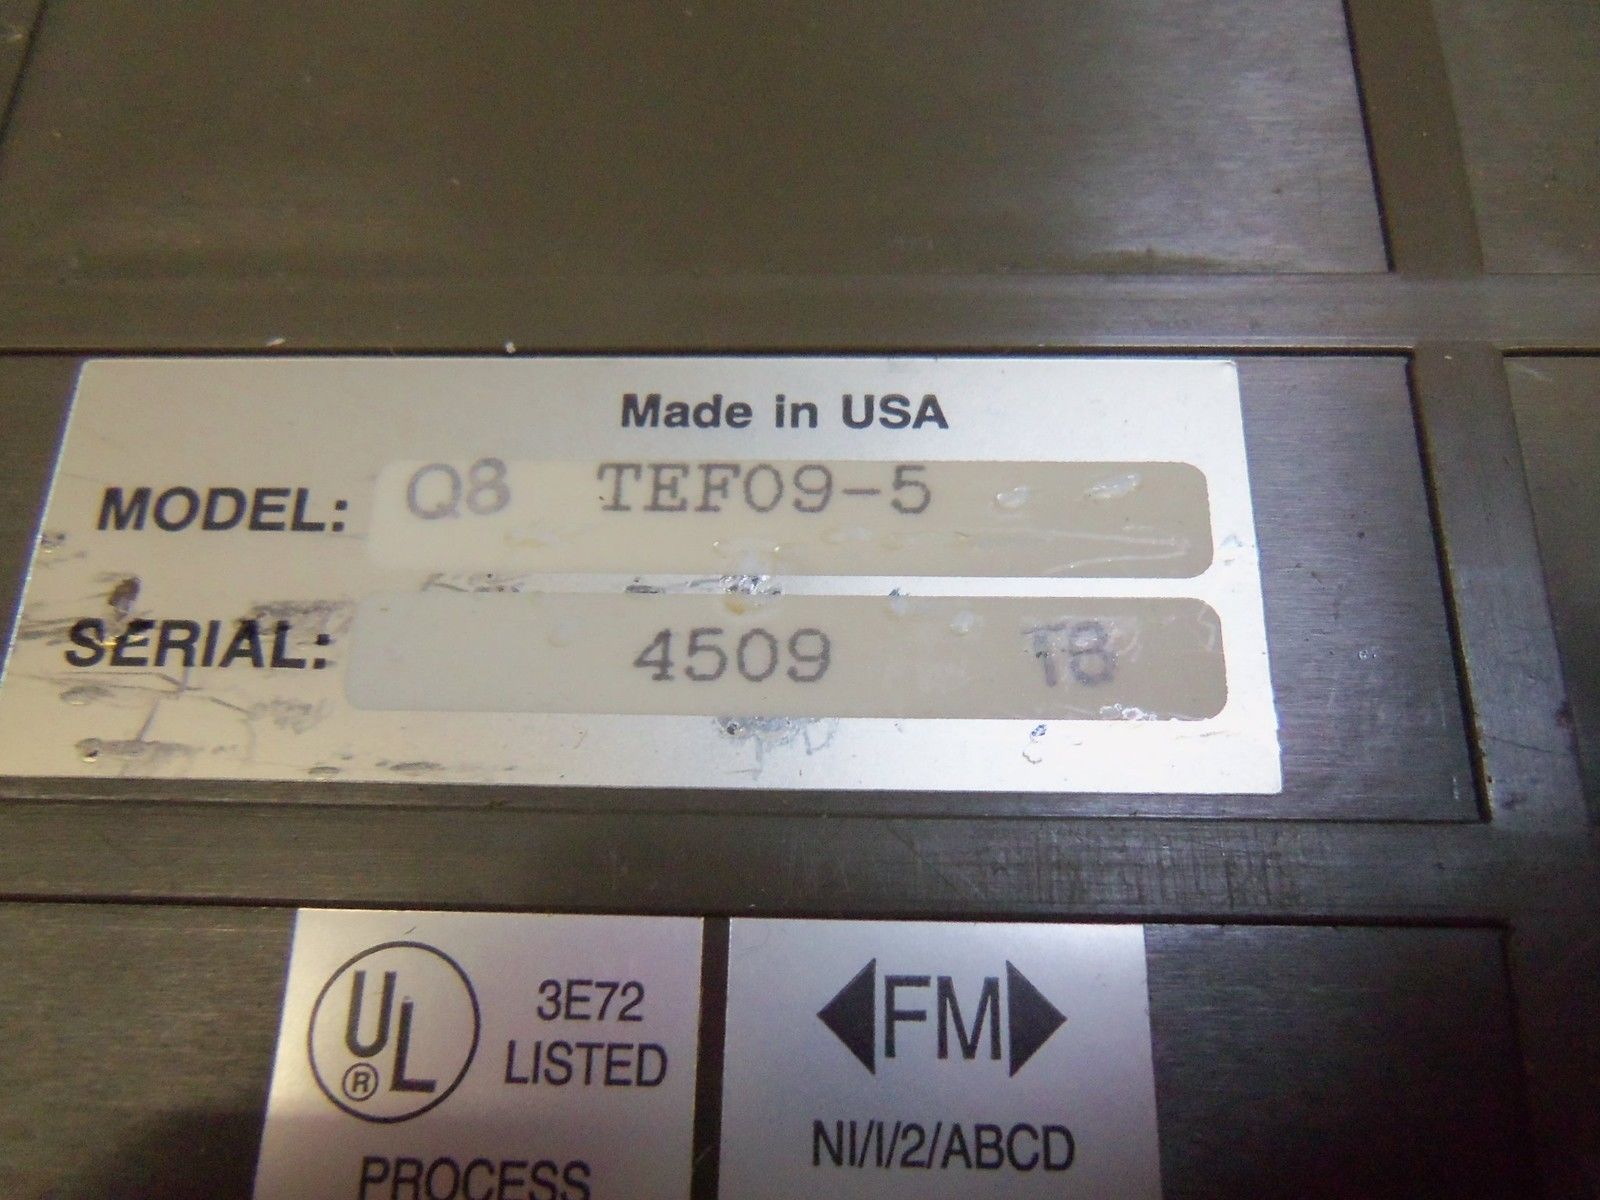 Made in USA
MODEL: Q8 TEF09-5
SERIAL: 4509 T8
UL ® 3E72
LISTED
PROCESS
FM
NI/I/2/ABCD